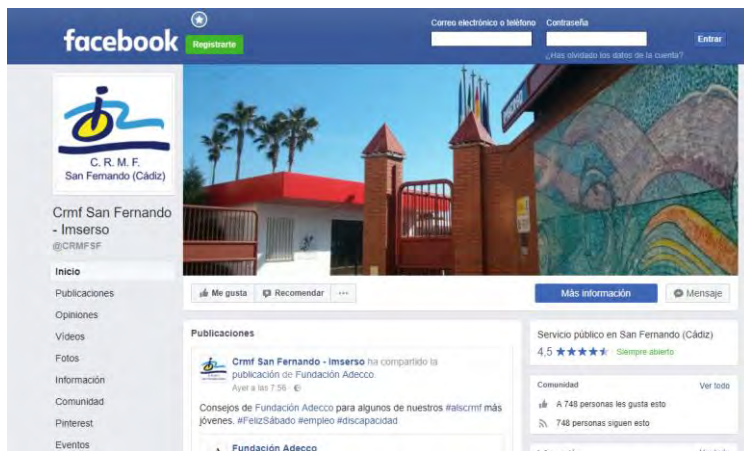 facebook
Registrarte
Correo electrónico o teléfono
Contraseña
Entrar
¿Has olvidado los datos de la cuenta?
C. R. M. F.
San Fernando (Cádiz)
Crmf San Fernando
- Imserso
@CRMFSF
Inicio
Publicaciones
Opiniones
Vídeos
Fotos
Información
Comunidad
Pinterest
Eventos
Me gusta
Recomendar
Más información
Mensaje
Publicaciones
Crmf San Fernando - Imserso ha compartido la
publicación de Fundación Adecco.
Ayer a las 7:56
Consejos de Fundación Adecco para algunos de nuestros #alscrmf más
jóvenes. #FelizSábado #empleo #discapacidad
Fundación Adecco
Servicio público en San Fernando (Cádiz)
4,5 ★★★★★ Siempre abierto
Comunidad
Ver todo
A 748 personas les gusta esto
748 personas siguen esto